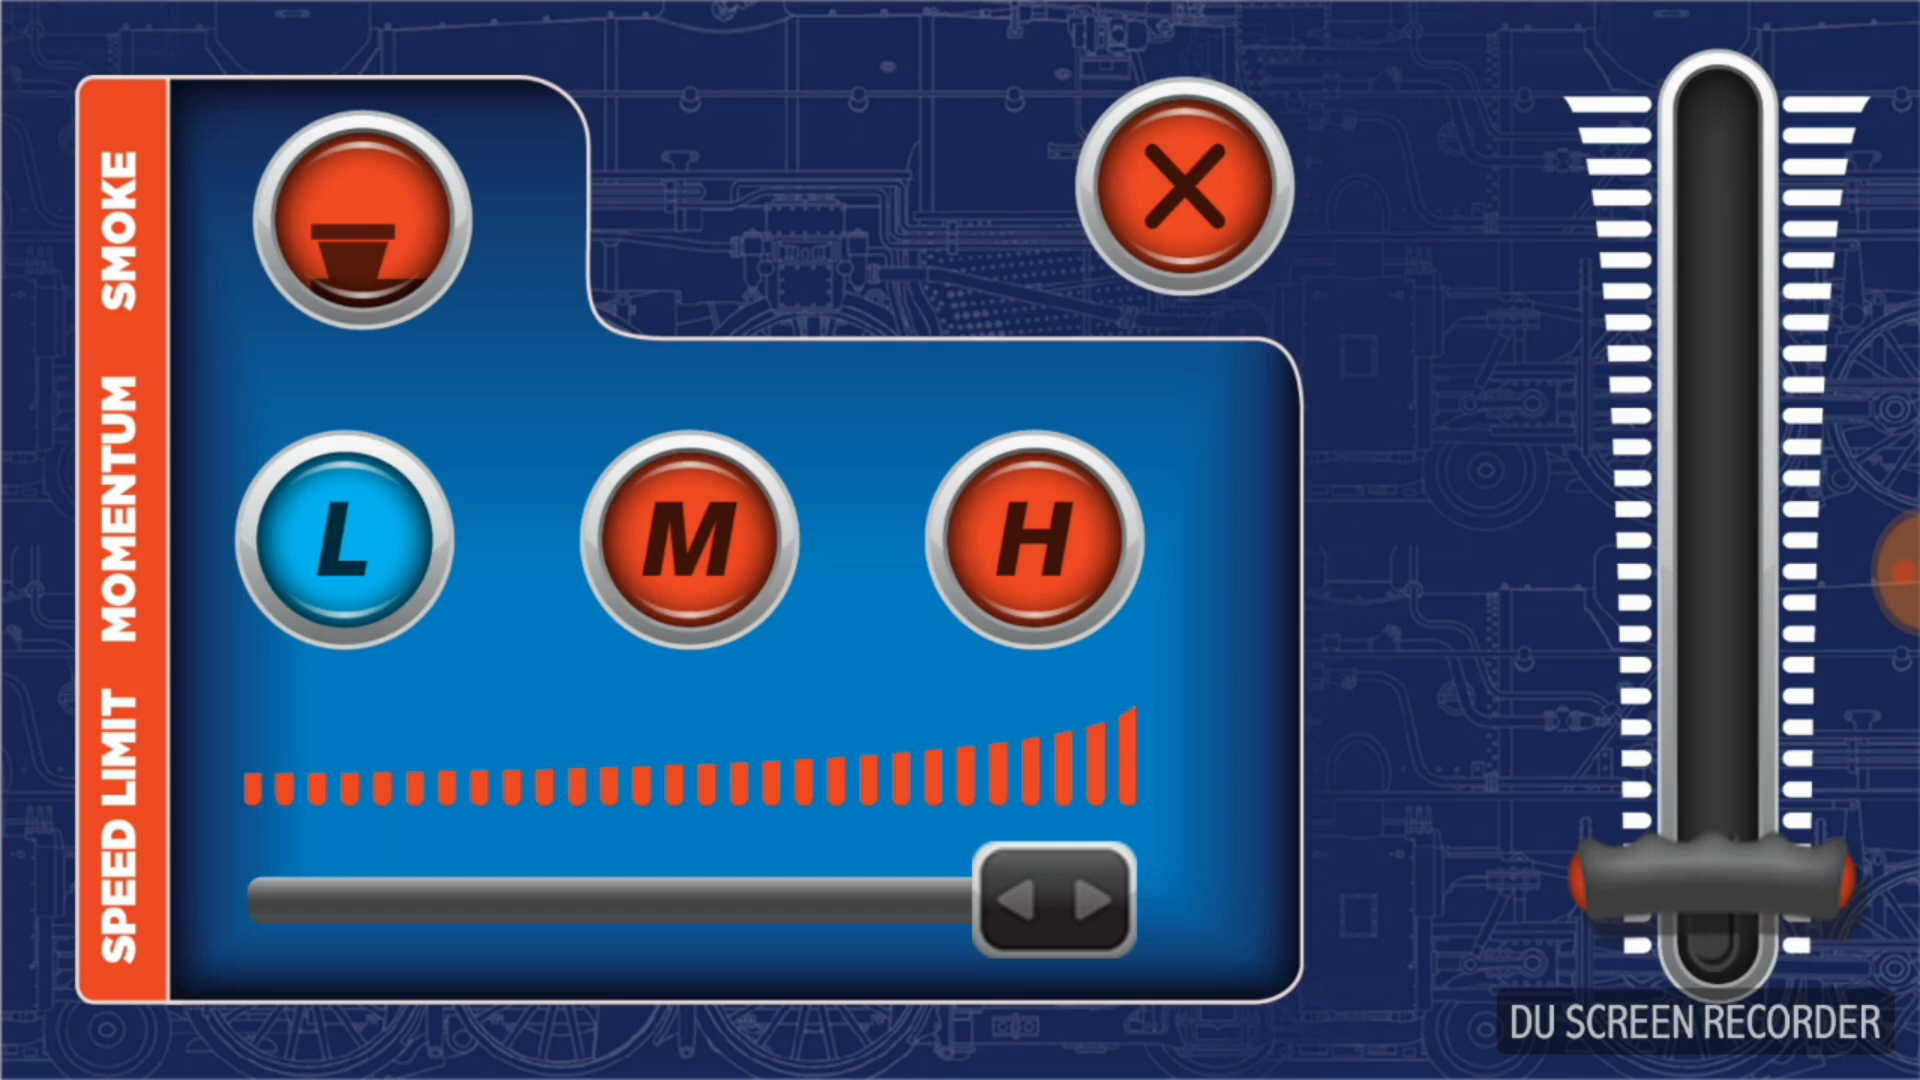 SMOKE
MOMENTUM
SPEED LIMIT
L
M
H
DU SCREEN RECORDER